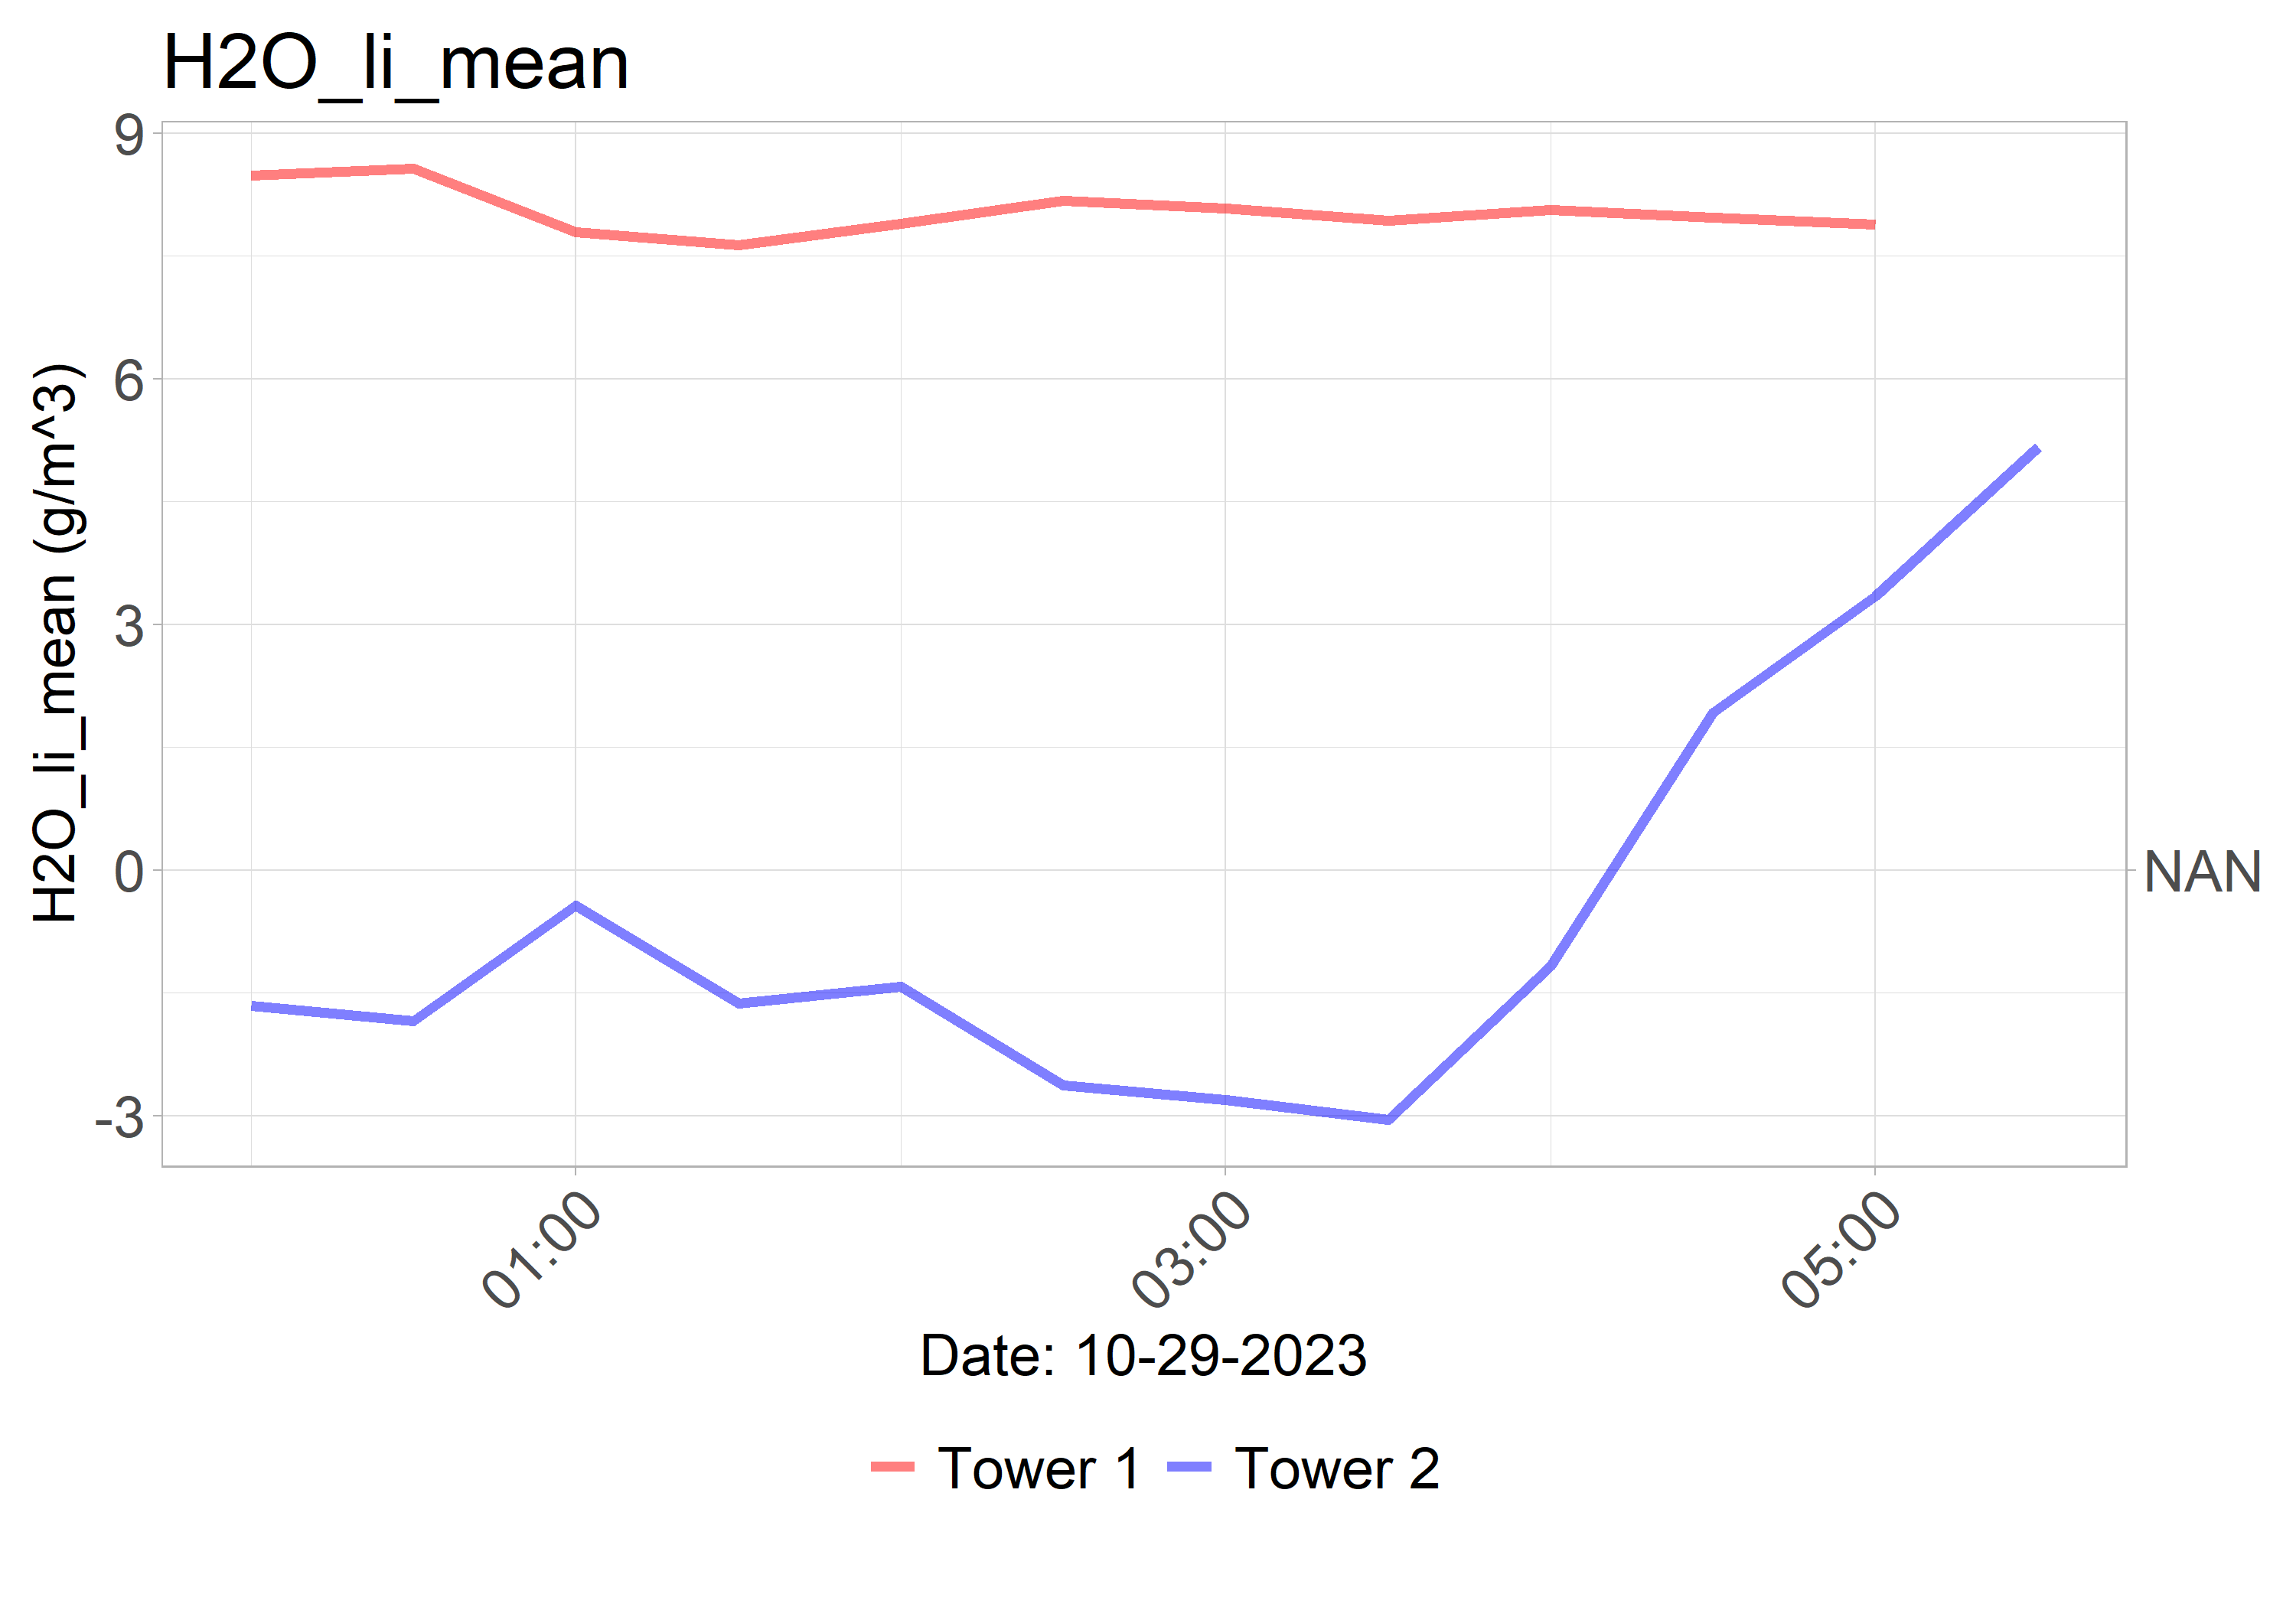 H2O_li_mean
H2O_li_mean (g/m^3)
9
6
3
0
-3
NAN
01:00
03:00
05:00
Date: 10-29-2023
Tower 1
Tower 2